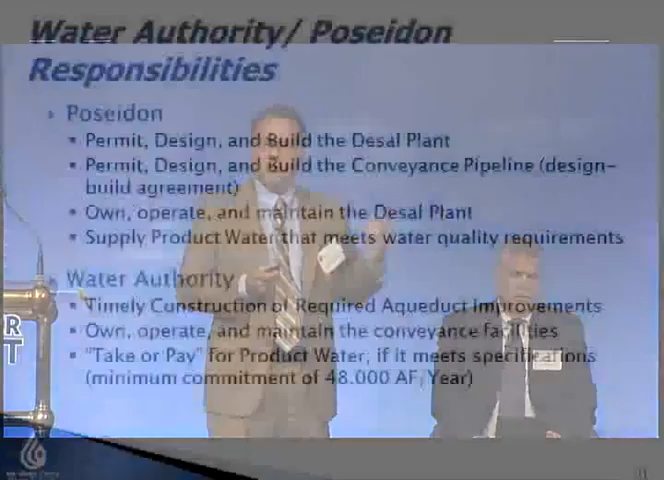 Water Authority/ Poseidon
Responsibilities
Poseidon
Permit, Design, and Build the Desal Plant
Permit, Design, and Build the Conveyance Pipeline (design-
build agreement)
Own, operate, and maintain the Desal Plant
Supply Product Water that meets water quality requirements
Water Authority
Timely Construction of Required Aqueduct Improvements
Own, operate, and maintain the conveyance facilities
"Take or Pay" for Product Water, if it meets specifications
(minimum commitment of 48.000 AF/Year)
R
T